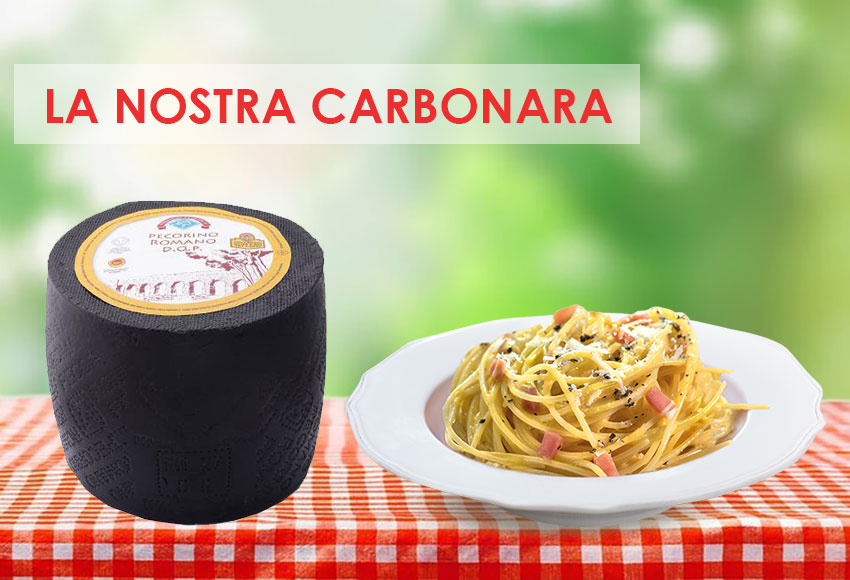 LA NOSTRA CARBONARA
PECORINO
ROMANO
D.O.P.